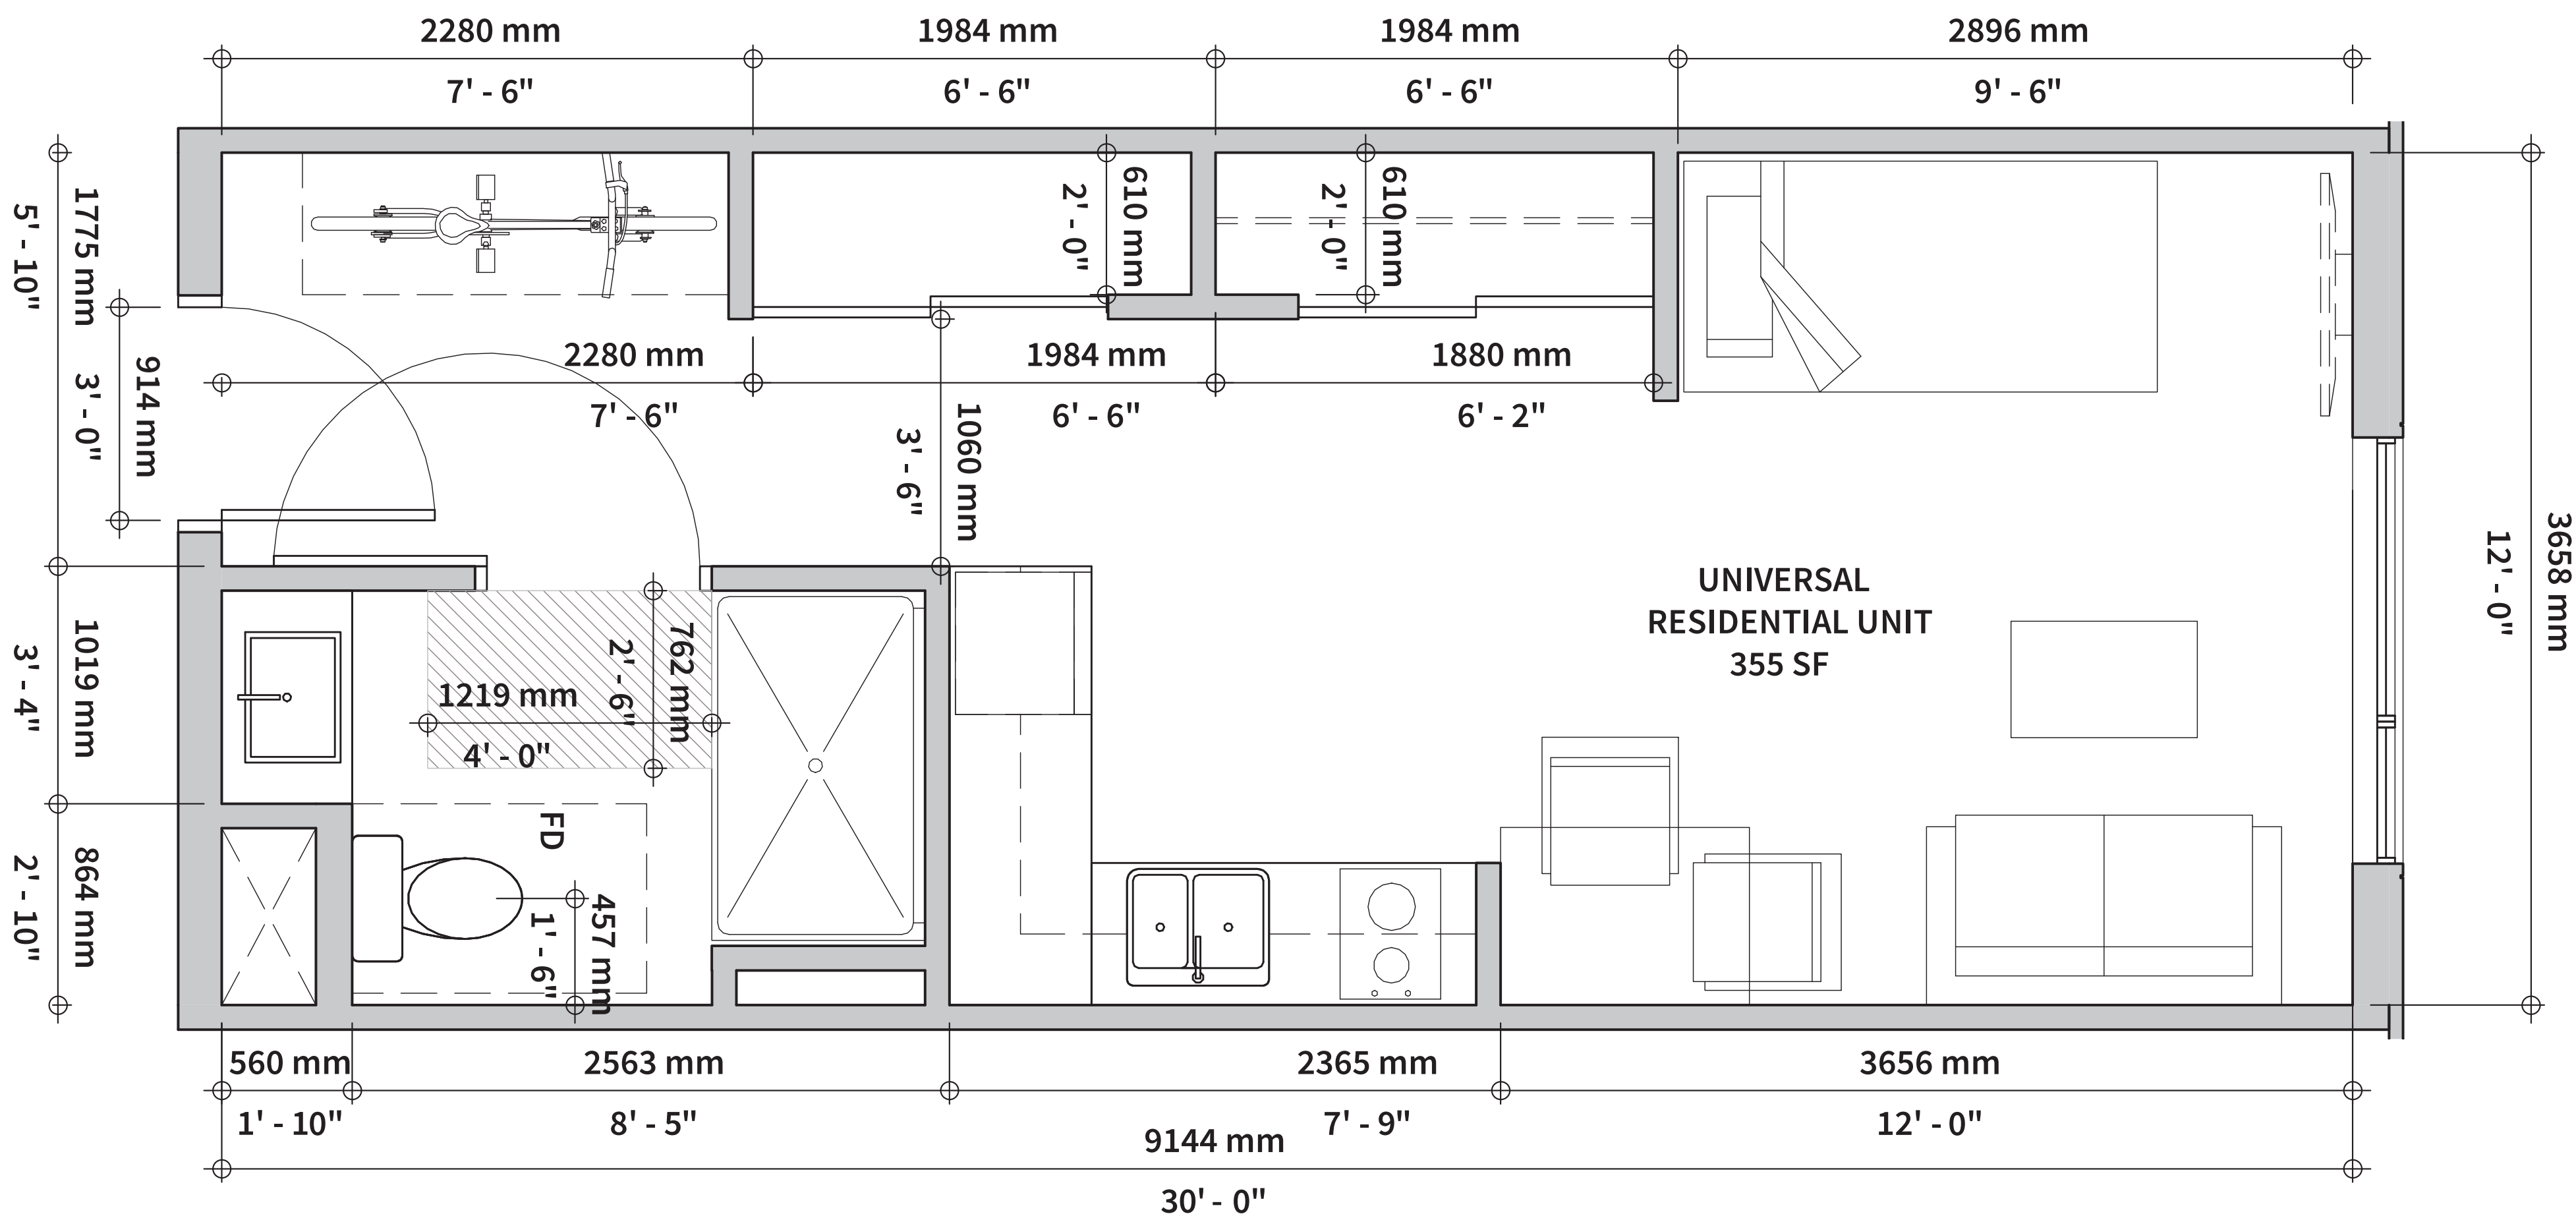 2280 mm
1984 mm
1984 mm
2896 mm
7' - 6"
6' - 6"
6' - 6"
9' - 6"
1775 mm
5' - 10"
610 mm
2' - 0"
610 mm
2' - 0"
2280 mm
1984 mm
1880 mm
7' - 6"
6' - 6"
6' - 2"
914 mm
3' - 0"
1060 mm
3' - 6"
3658 mm
12' - 0"
UNIVERSAL
RESIDENTIAL UNIT
355 SF
1019 mm
3' - 4"
762 mm
2' - 6"
1219 mm
4' - 0"
FD
864 mm
2' - 10"
457 mm
1' - 6"
560 mm
2563 mm
2365 mm
3656 mm
1' - 10"
8' - 5"
7' - 9"
12' - 0"
9144 mm
30' - 0"